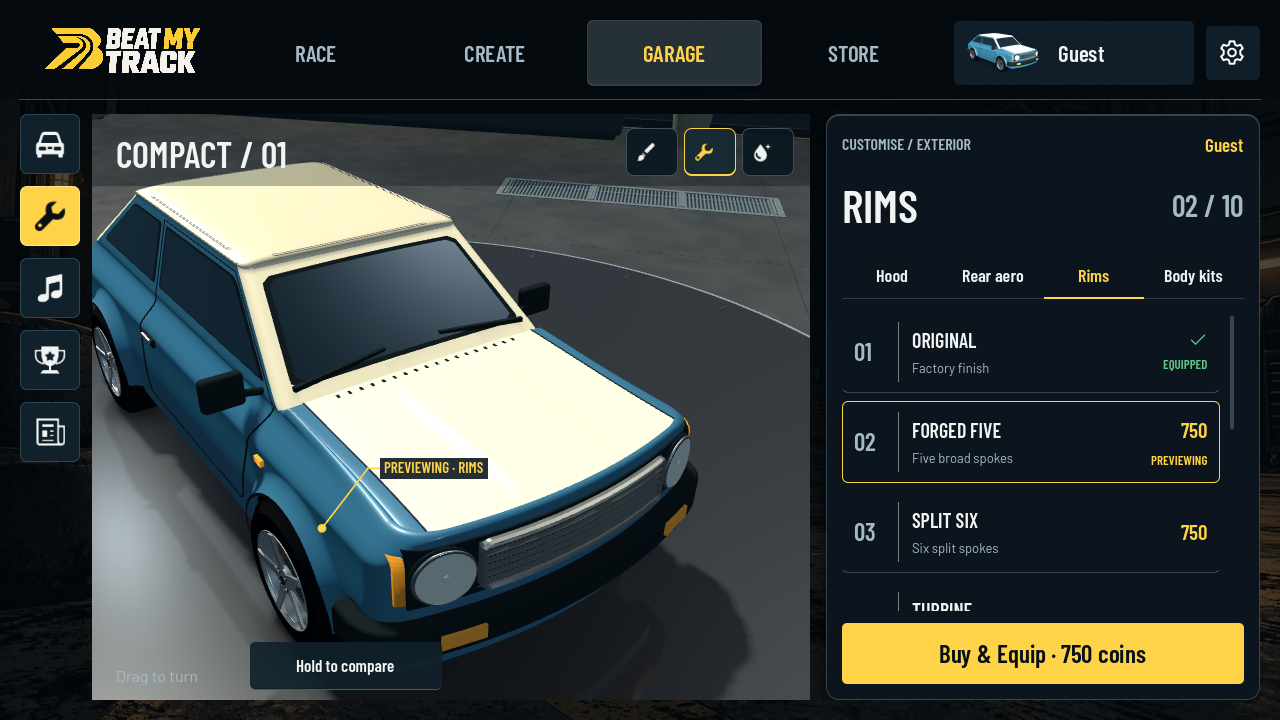 BEAT MY
TRACK
RACE
CREATE
GARAGE
STORE
Guest
COMPACT / 01
PREVIEWING · RIMS
Drag to turn
Hold to compare
CUSTOMISE / EXTERIOR
Guest
RIMS
02 / 10
Hood
Rear aero
Rims
Body kits
01
ORIGINAL
Factory finish
EQUIPPED
02
FORGED FIVE
Five broad spokes
750
PREVIEWING
03
SPLIT SIX
Six split spokes
750
TURBINE
Buy & Equip · 750 coins